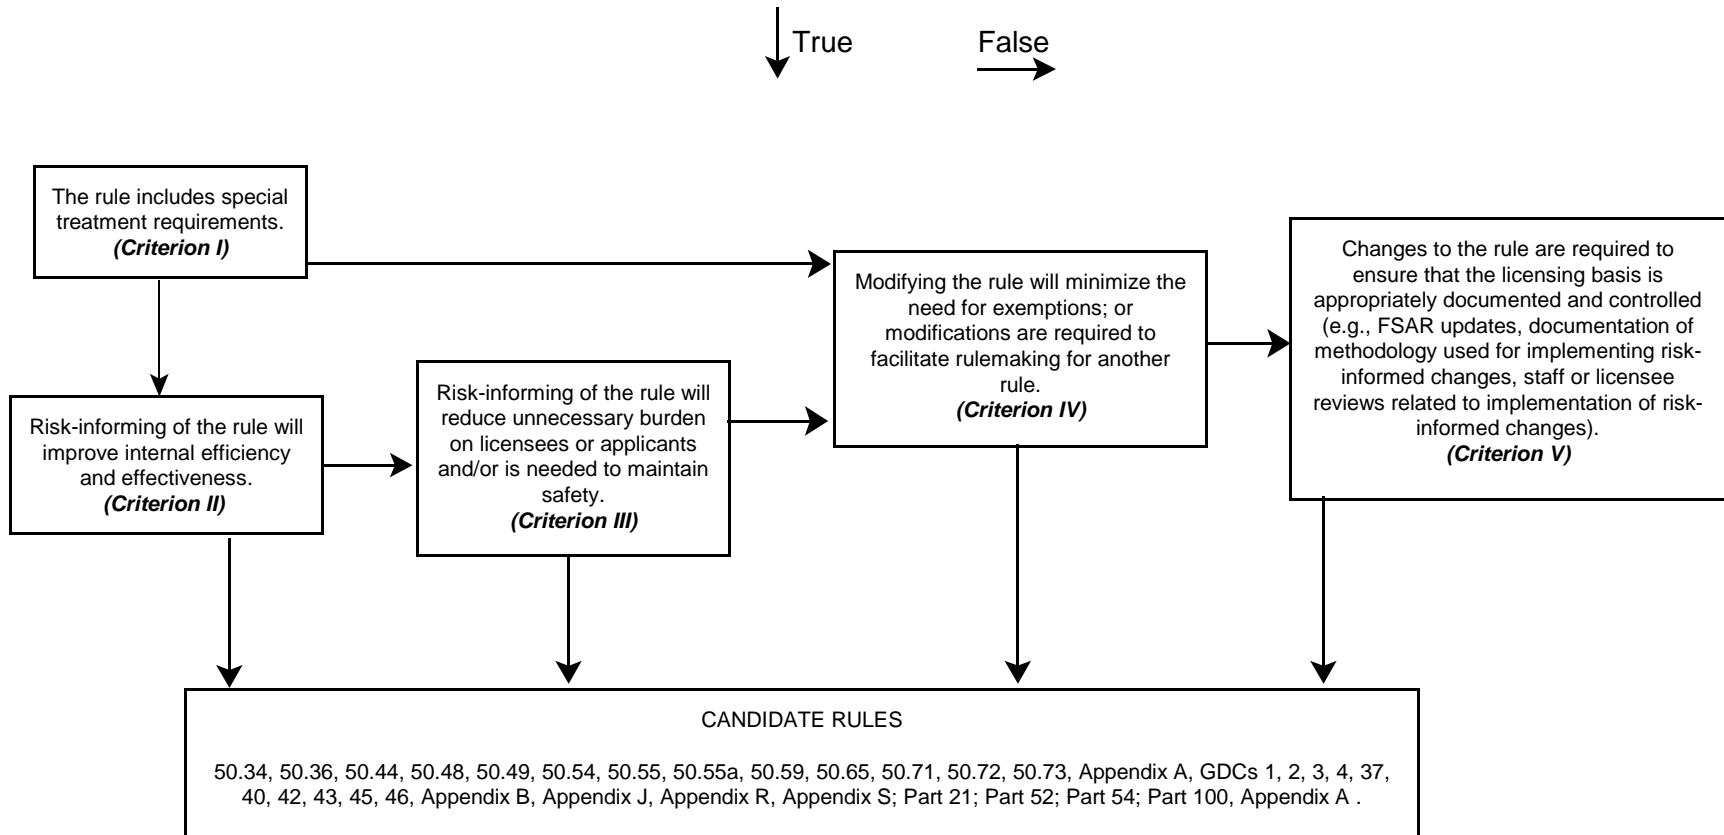 True
False
The rule includes special
treatment requirements.
(Criterion I)
Risk-informing of the rule will
improve internal efficiency
and effectiveness.
(Criterion II)
Risk-informing of the rule will
reduce unnecessary burden
on licensees or applicants
and/or is needed to maintain
safety.
(Criterion III)
Modifying the rule will minimize the
need for exemptions; or
modifications are required to
facilitate rulemaking for another
rule.
(Criterion IV)
Changes to the rule are required to
ensure that the licensing basis is
appropriately documented and controlled
(e.g., FSAR updates, documentation of
methodology used for implementing risk-
informed changes, staff or licensee
reviews related to implementation of risk-
informed changes).
(Criterion V)
CANDIDATE RULES
50.34, 50.36, 50.44, 50.48, 50.49, 50.54, 50.55, 50.55a, 50.59, 50.65, 50.71, 50.72, 50.73, Appendix A, GDCs 1, 2, 3, 4, 37,
40, 42, 43, 45, 46, Appendix B, Appendix J, Appendix R, Appendix S; Part 21; Part 52; Part 54; Part 100, Appendix A .